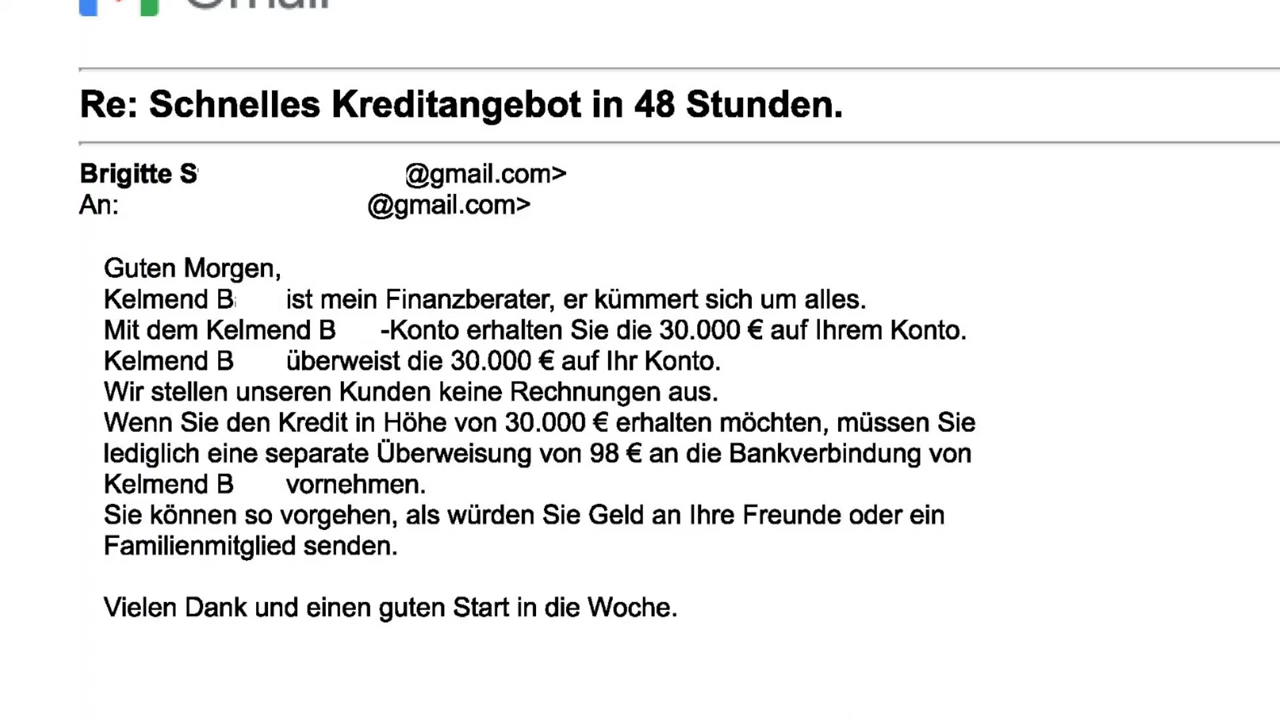 Gmail
Re: Schnelles Kreditangebot in 48 Stunden.
Brigitte S @gmail.com>
An: @gmail.com>
Guten Morgen,
Kelmend B ist mein Finanzberater, er kümmert sich um alles.
Mit dem Kelmend B -Konto erhalten Sie die 30.000 € auf Ihrem Konto.
Kelmend B überweist die 30.000 € auf Ihr Konto.
Wir stellen unseren Kunden keine Rechnungen aus.
Wenn Sie den Kredit in Höhe von 30.000 € erhalten möchten, müssen Sie
lediglich eine separate Überweisung von 98 € an die Bankverbindung von
Kelmend B vornehmen.
Sie können so vorgehen, als würden Sie Geld an Ihre Freunde oder ein
Familienmitglied senden.
Vielen Dank und einen guten Start in die Woche.